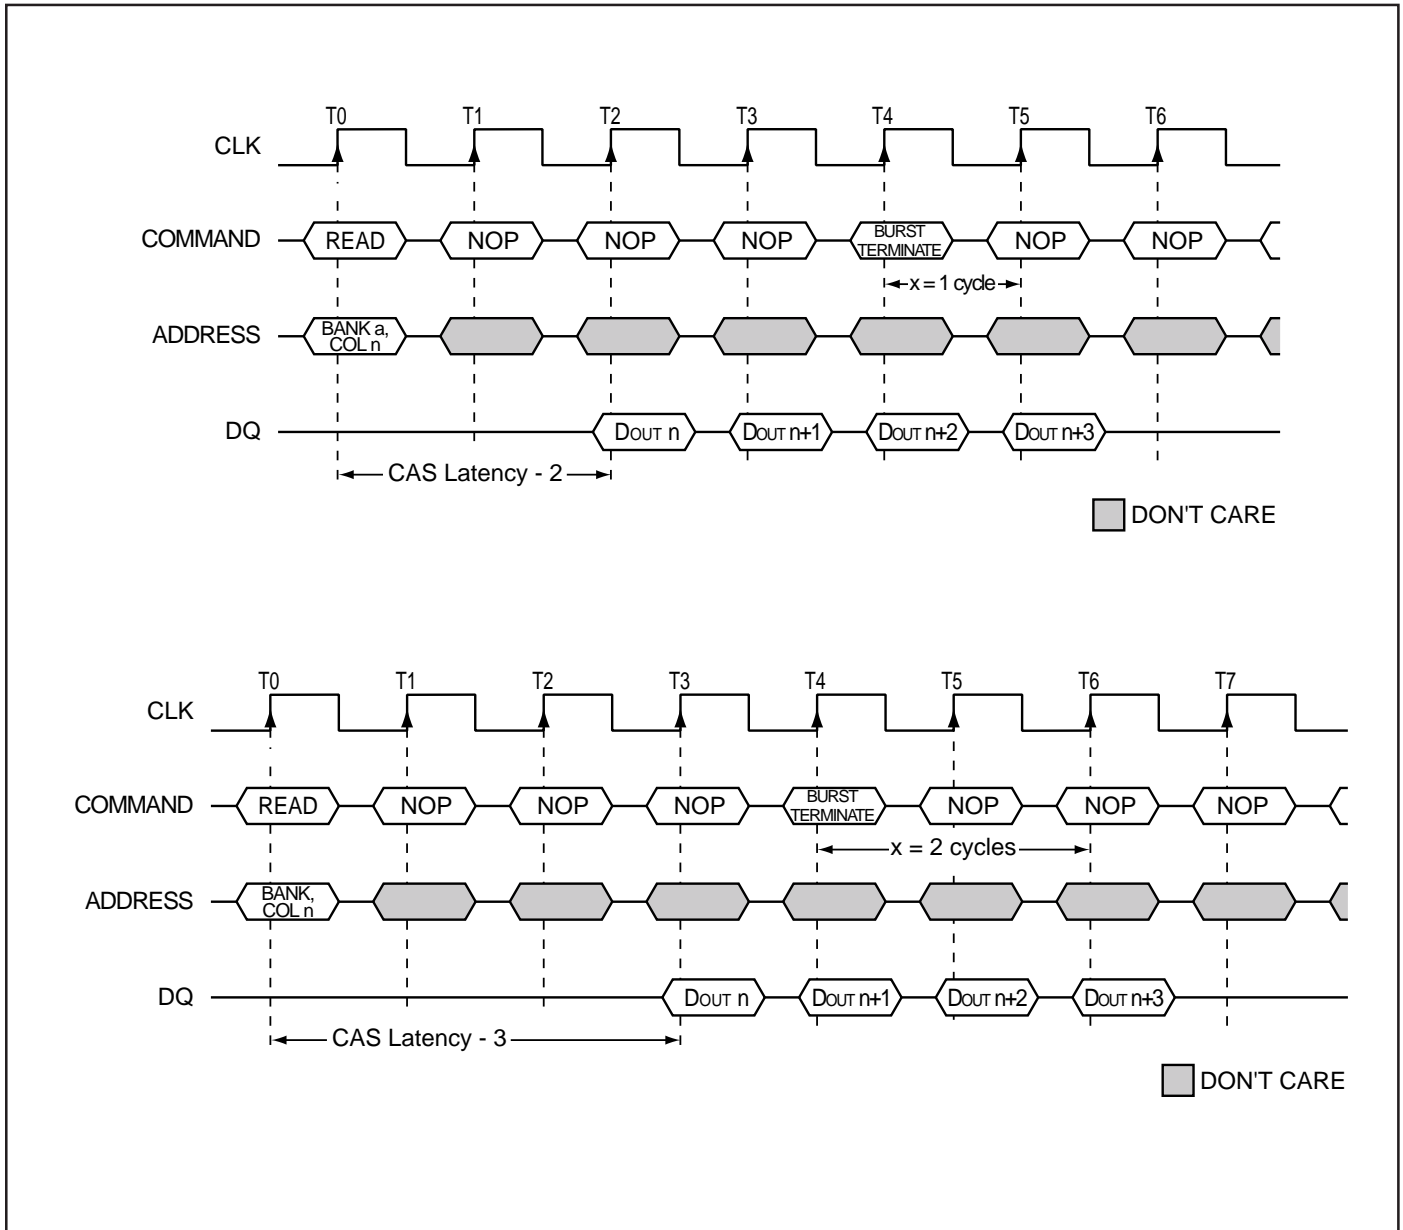 T0 T1 T2 T3 T4 T5 T6
CLK
COMMAND READ NOP NOP NOP BURST TERMINATE NOP NOP
x = 1 cycle
ADDRESS BANK a, COL n
DQ DOUT n DOUT n+1 DOUT n+2 DOUT n+3
CAS Latency - 2
DON'T CARE
T0 T1 T2 T3 T4 T5 T6 T7
CLK
COMMAND READ NOP NOP NOP BURST TERMINATE NOP NOP NOP
x = 2 cycles
ADDRESS BANK, COL n
DQ DOUT n DOUT n+1 DOUT n+2 DOUT n+3
CAS Latency - 3
DON'T CARE